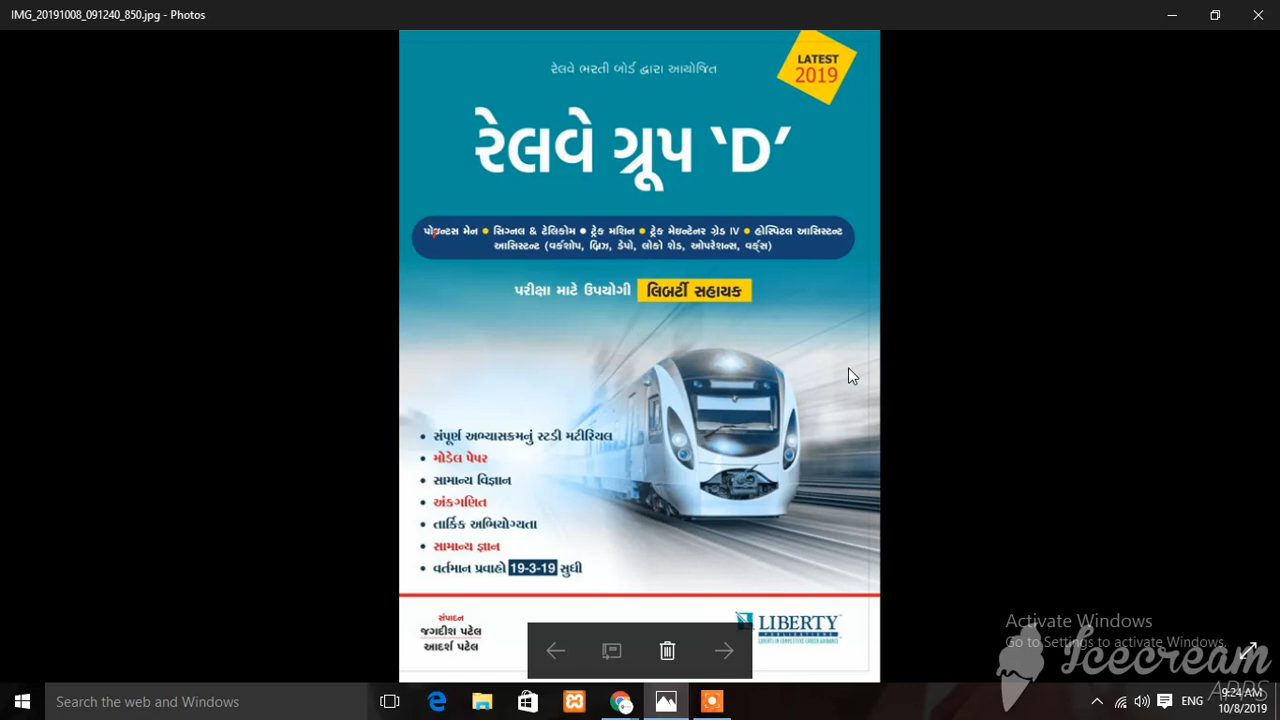 IMG_20191008_091240_850.jpg - Photos
રેલવે ભરતી બોર્ડ દ્વારા આયોજિત
LATEST
2019
રેલવે ગ્રૂપ ‘D’
પોઇન્ટસ મેન • સિગ્નલ & ટેલિકોમ • ટ્રેક મશિન • ટ્રેક મેઇન્ટેનર ગ્રેડ IV • હોસ્પિટલ આસિસ્ટન્ટ
આસિસ્ટન્ટ (વર્કશોપ, બ્રિઝ, ડેપો, લોકો શેડ, ઓપરેશન્સ, વર્ક્સ)
પરીક્ષા માટે ઉપયોગી લિબર્ટી સહાયક
• સંપૂર્ણ અભ્યાસક્રમનું સ્ટડી મટીરિયલ
• મોડેલ પેપર
• સામાન્ય વિજ્ઞાન
• અંકગણિત
• તાર્કિક અભિયોગ્યતા
• સામાન્ય જ્ઞાન
• વર્તમાન પ્રવાહો 19-3-19 સુધી
સંપાદન
જગદીશ પટેલ
આદર્શ પટેલ
LIBERTY
PUBLICATIONS
Activate Windows
Go to Settings to activate Windows.
Icecream
APPS
Search the web and Windows
ENG
9:24 AM
10/8/2019